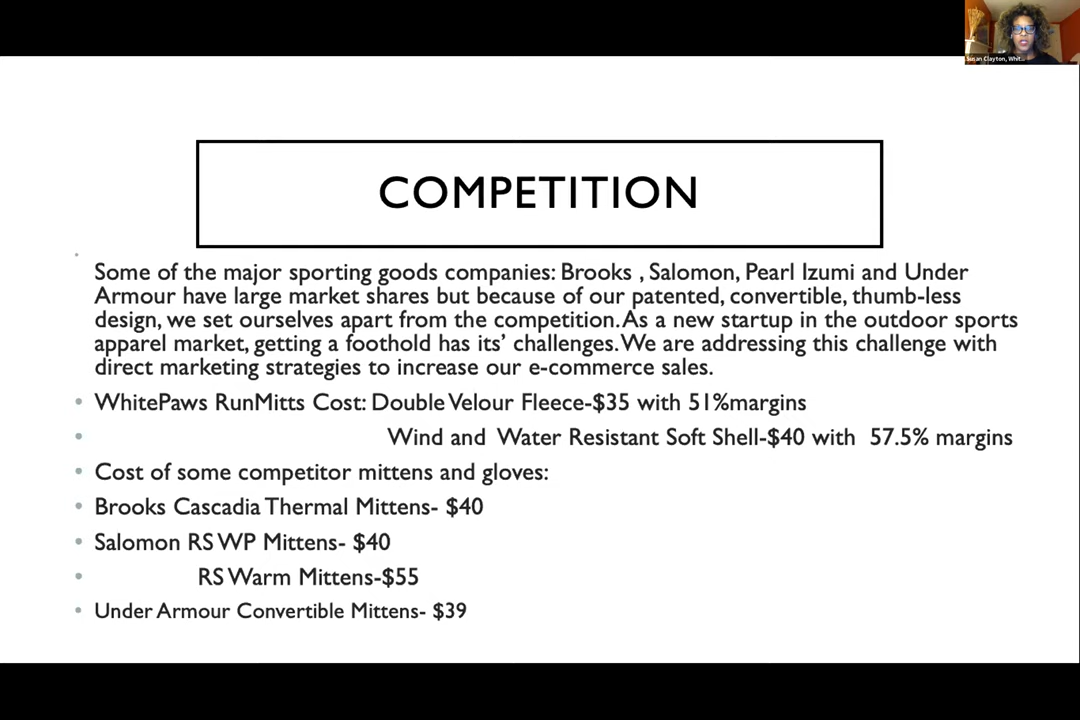 Susan Clayton, Whit...
COMPETITION
Some of the major sporting goods companies: Brooks , Salomon, Pearl Izumi and Under
Armour have large market shares but because of our patented, convertible, thumb-less
design, we set ourselves apart from the competition. As a new startup in the outdoor sports
apparel market, getting a foothold has its’ challenges. We are addressing this challenge with
direct marketing strategies to increase our e-commerce sales.
WhitePaws RunMitts Cost: Double Velour Fleece-$35 with 51%margins
Wind and Water Resistant Soft Shell-$40 with 57.5% margins
Cost of some competitor mittens and gloves:
Brooks Cascadia Thermal Mittens- $40
Salomon RS WP Mittens- $40
RS Warm Mittens-$55
Under Armour Convertible Mittens- $39